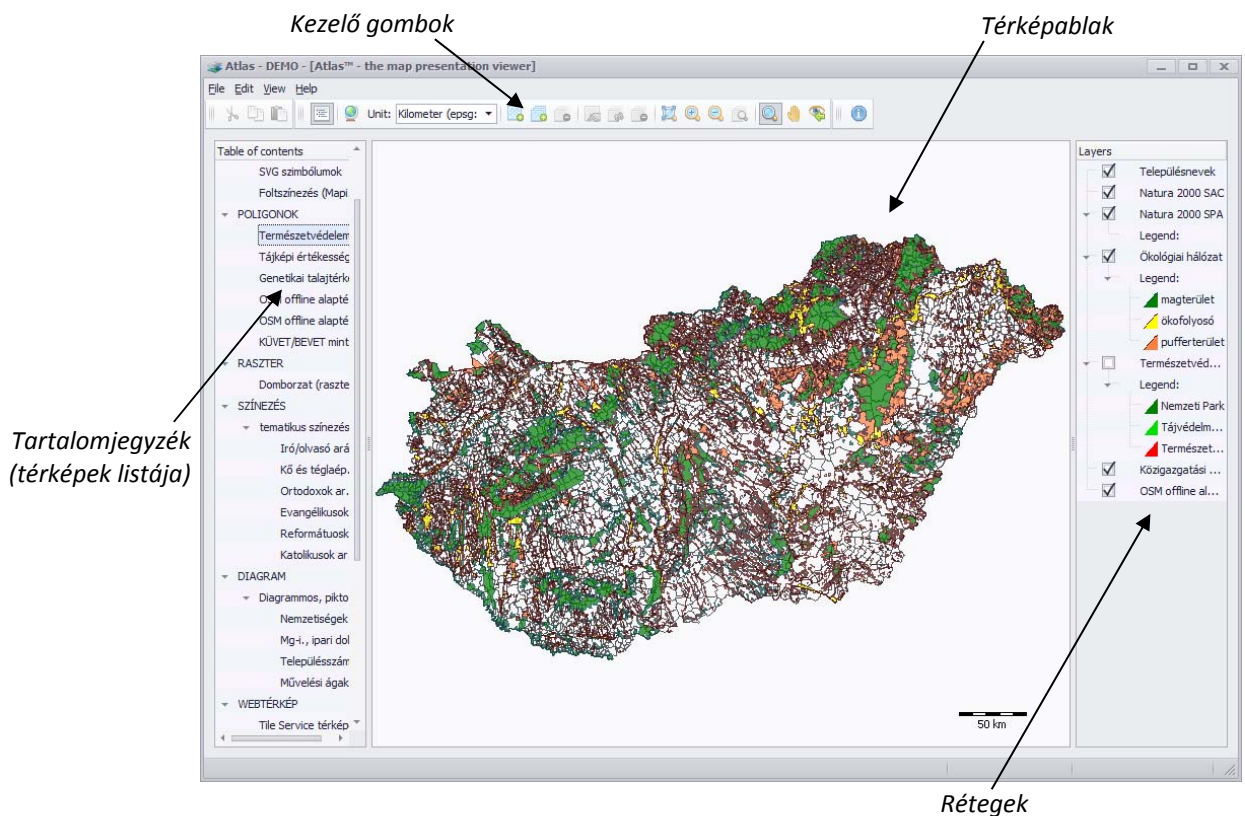 Kezelő gombok
Térképablak
Atlas - DEMO - [Atlas™ - the map presentation viewer]
File Edit View Help
Unit: Kilometer (epsg:
Table of contents
SVG szimbólumok
Foltszínezés (Mapi
POLIGONOK
Természetvédelem
Tájképi értékesség
Genetikai talajtérk
OSM offline alapté
OSM offline alapté
KÜVET/BEVET mint
RASZTER
Domborzat (raszte
SZÍNEZÉS
tematikus színezés
Iró/olvasó ará
Kő és téglaép.
Ortodoxok ar.
Evangélikusok
Reformátuosk
Katolikusok ar
DIAGRAM
Diagrammos, pikto
Nemzetiségek
Mg-i., ipari dol
Településszám
Művelési ágak
WEBTÉRKÉP
Tile Service térkép
Tartalomjegyzék
(térképek listája)
50 km
Layers
Településnevek
Natura 2000 SAC
Natura 2000 SPA
Legend:
Ökológiai hálózat
Legend:
magterület
ökofolyosó
pufferterület
Természetvéd...
Legend:
Nemzeti Park
Tájvédelm...
Természet...
Közigazgatási ...
OSM offline al...
Rétegek